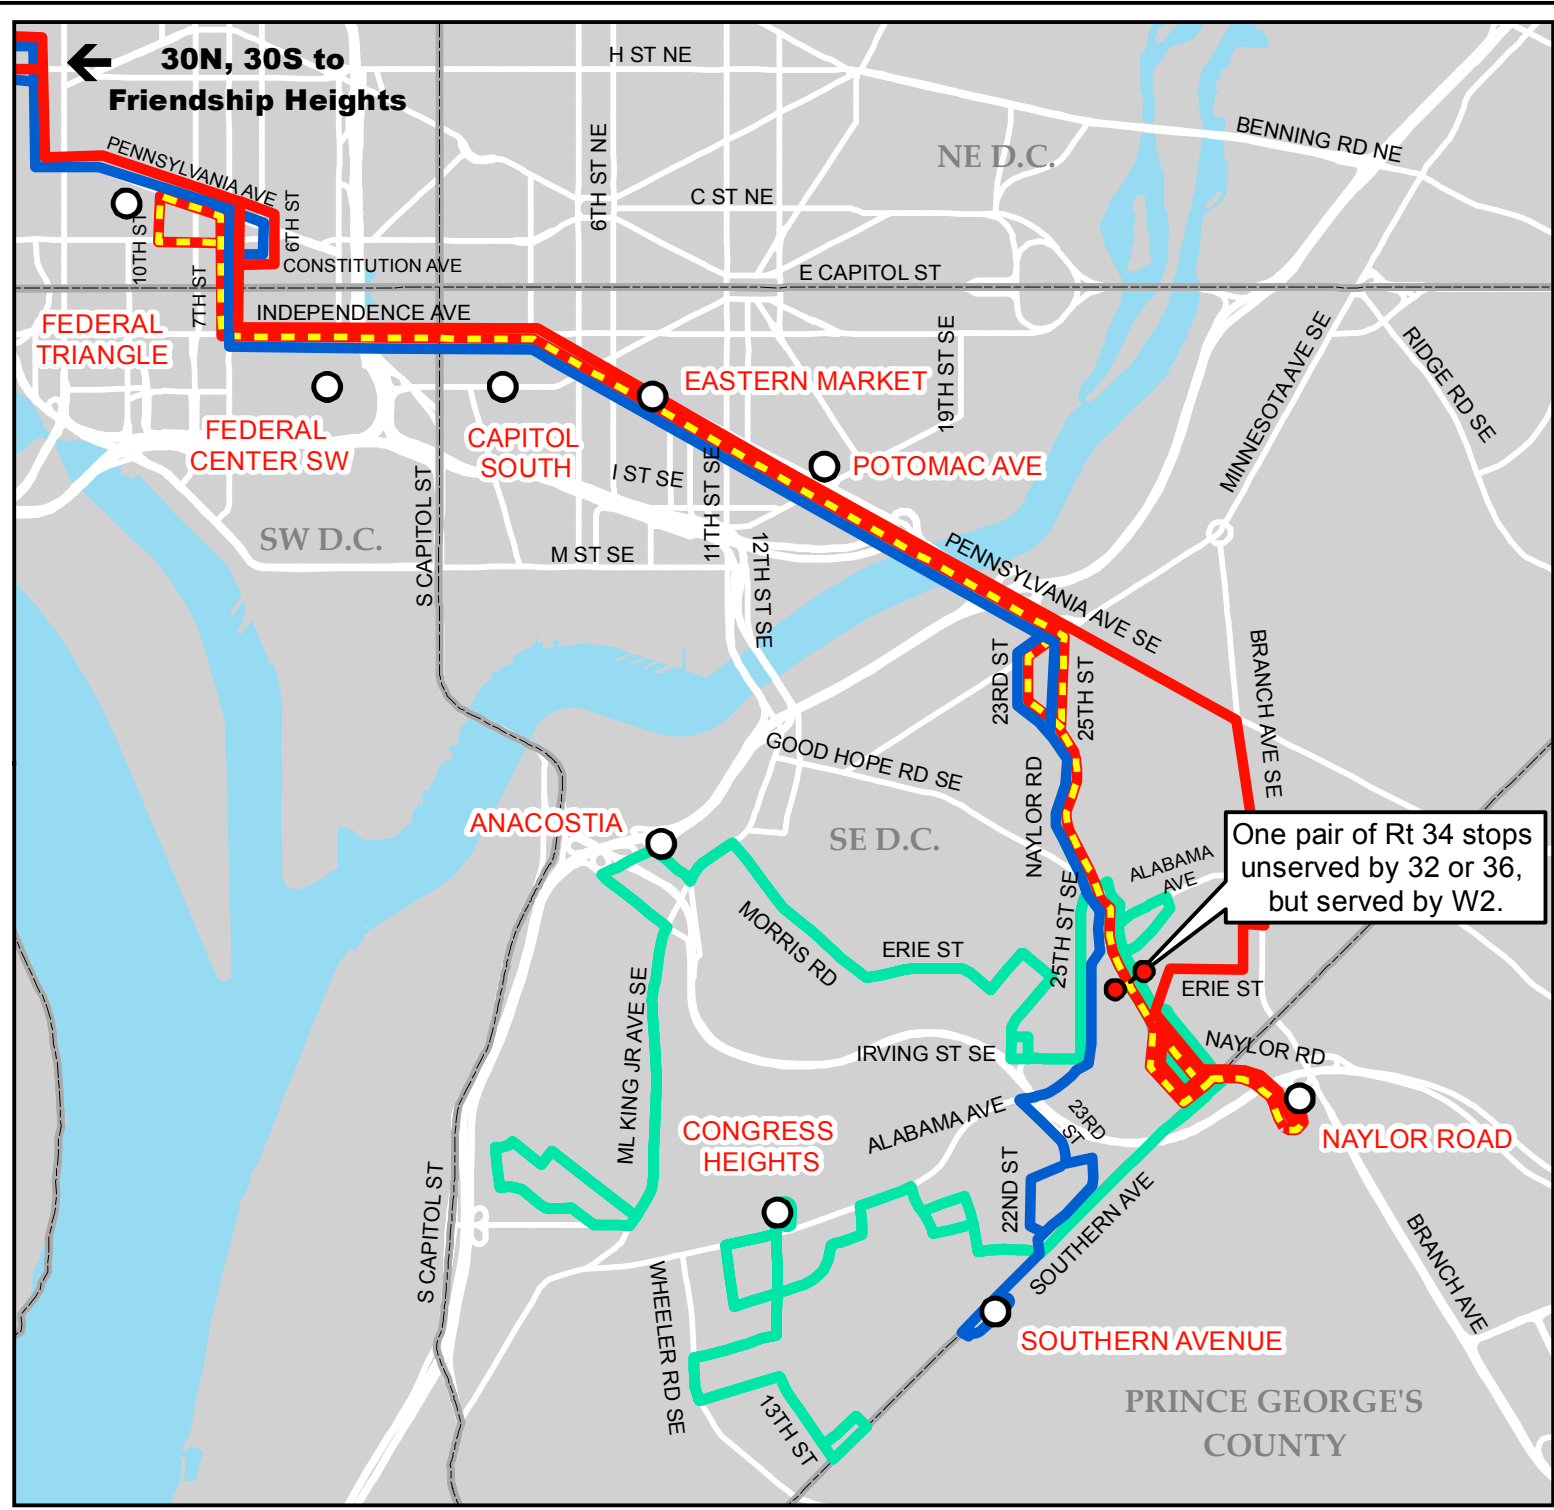 30N, 30S to
Friendship Heights
H ST NE
BENNING RD NE
NE D.C.
PENNSYLVANIA AVE
6TH ST NE
C ST NE
10TH ST
6TH ST
7TH ST
CONSTITUTION AVE
E CAPITOL ST
INDEPENDENCE AVE
FEDERAL
TRIANGLE
19TH ST SE
MINNESOTA AVE SE
RIDGE RD SE
EASTERN MARKET
FEDERAL
CENTER SW
CAPITOL
SOUTH
POTOMAC AVE
I ST SE
11TH ST SE
S CAPITOL ST
SW D.C.
M ST SE
12TH ST SE
PENNSYLVANIA AVE SE
23RD ST
25TH ST
BRANCH AVE SE
GOOD HOPE RD SE
NAYLOR RD
ANACOSTIA
SE D.C.
One pair of Rt 34 stops
unserved by 32 or 36,
but served by W2.
ALABAMA
AVE
25TH ST SE
MORRIS RD
ERIE ST
ERIE ST
ML KING JR AVE SE
IRVING ST SE
NAYLOR RD
ALABAMA AVE
23RD
ST
CONGRESS
HEIGHTS
NAYLOR ROAD
22ND ST
S CAPITOL ST
SOUTHERN AVE
BRANCH AVE
WHEELER RD SE
SOUTHERN AVENUE
13TH ST
PRINCE GEORGE'S
COUNTY